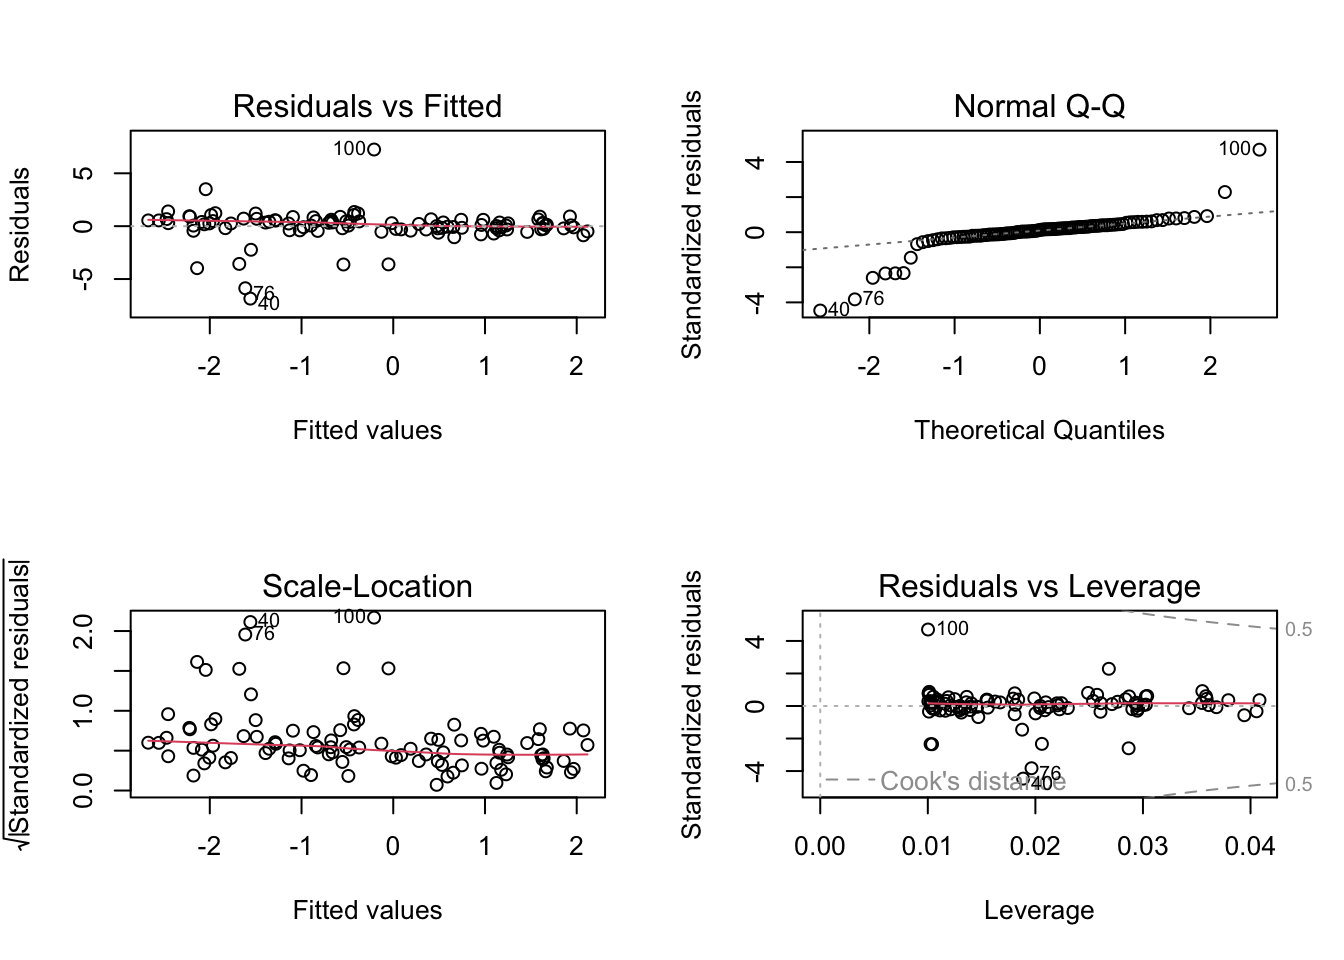 Residuals vs Fitted
Residuals
5
0
-5
100
76
40
-2 -1 0 1 2
Fitted values
Normal Q-Q
Standardized residuals
4
0
-4
100
76
40
-2 -1 0 1 2
Theoretical Quantiles
Scale-Location
√|Standardized residuals|
2.0
1.0
0.0
40
76
100
-2 -1 0 1 2
Fitted values
Residuals vs Leverage
Standardized residuals
4
0
-4
100
0.5
76
40
Cook's distance
0.5
0.00 0.01 0.02 0.03 0.04
Leverage